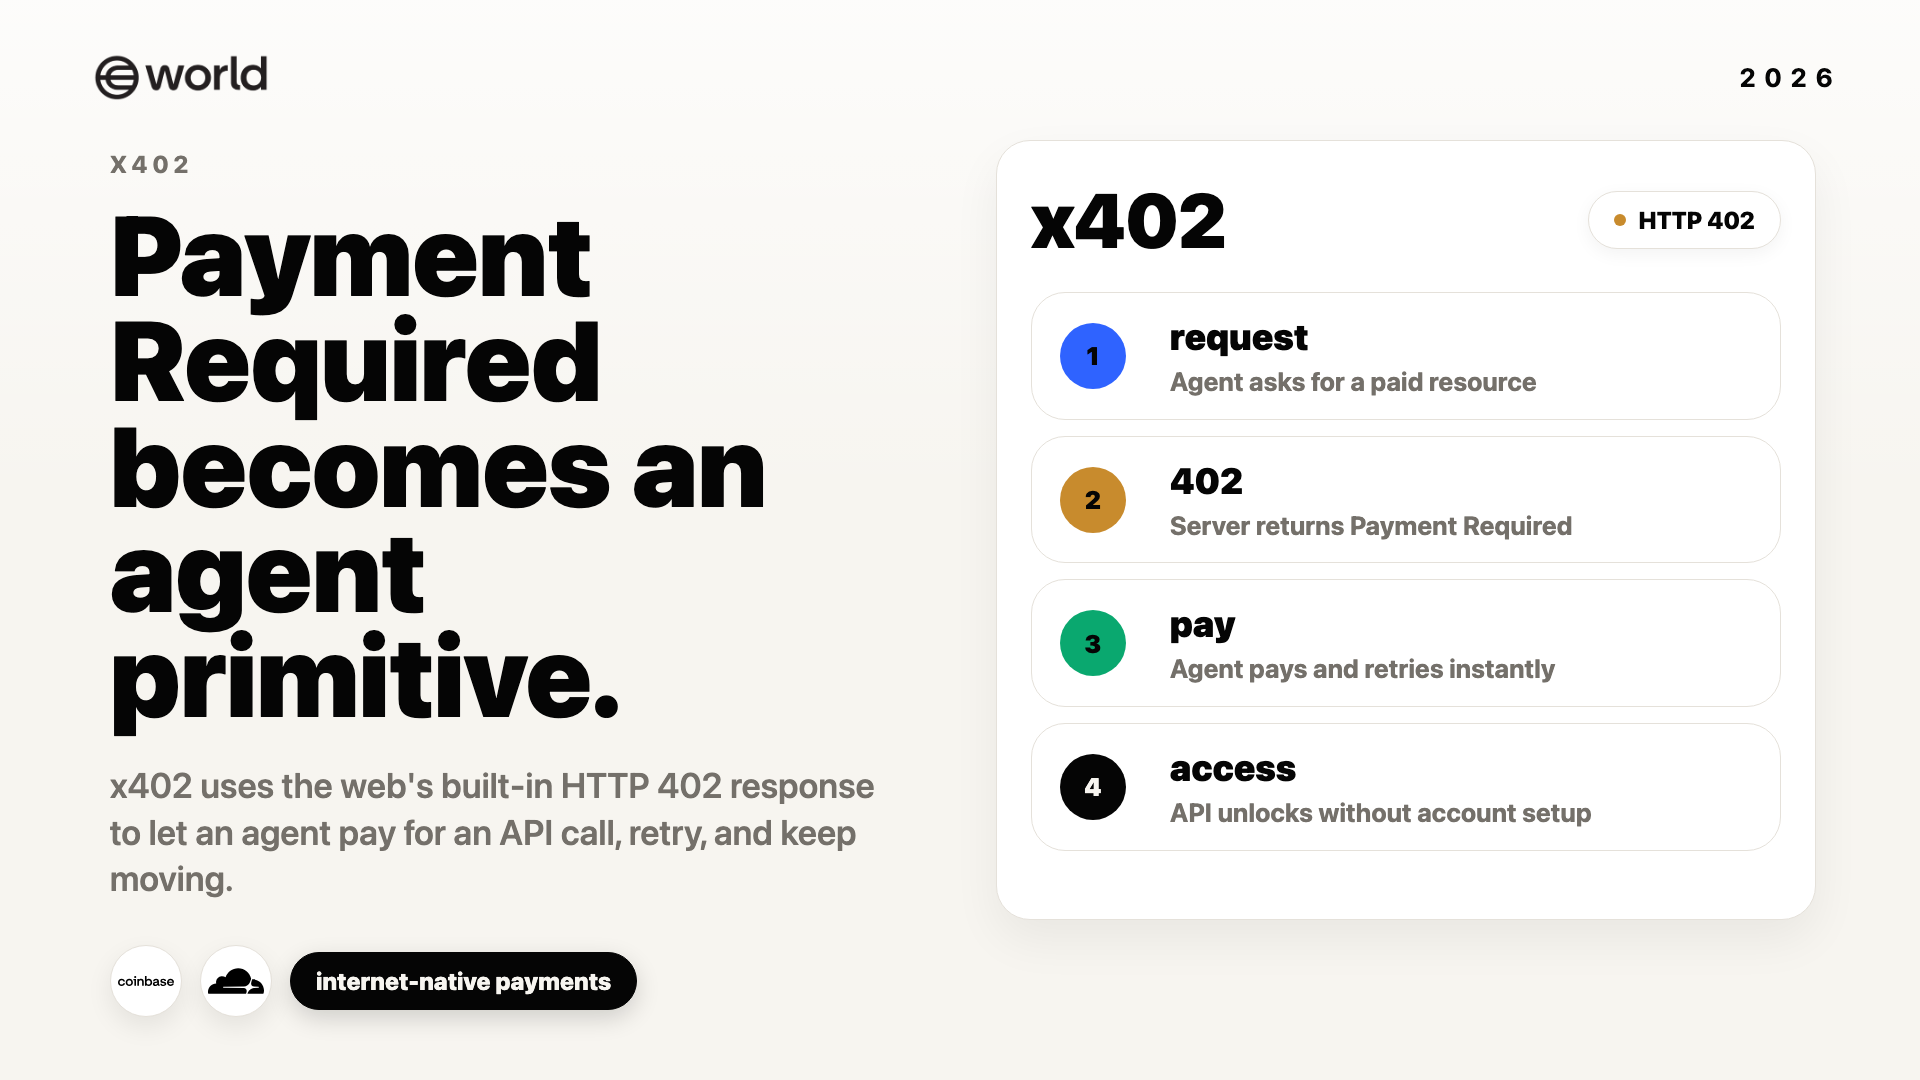 world
2026
X402
Payment
Required
becomes an
agent
primitive.
x402 uses the web's built-in HTTP 402 response
to let an agent pay for an API call, retry, and keep
moving.
coinbase
internet-native payments
x402
HTTP 402
1
request
Agent asks for a paid resource
2
402
Server returns Payment Required
3
pay
Agent pays and retries instantly
4
access
API unlocks without account setup